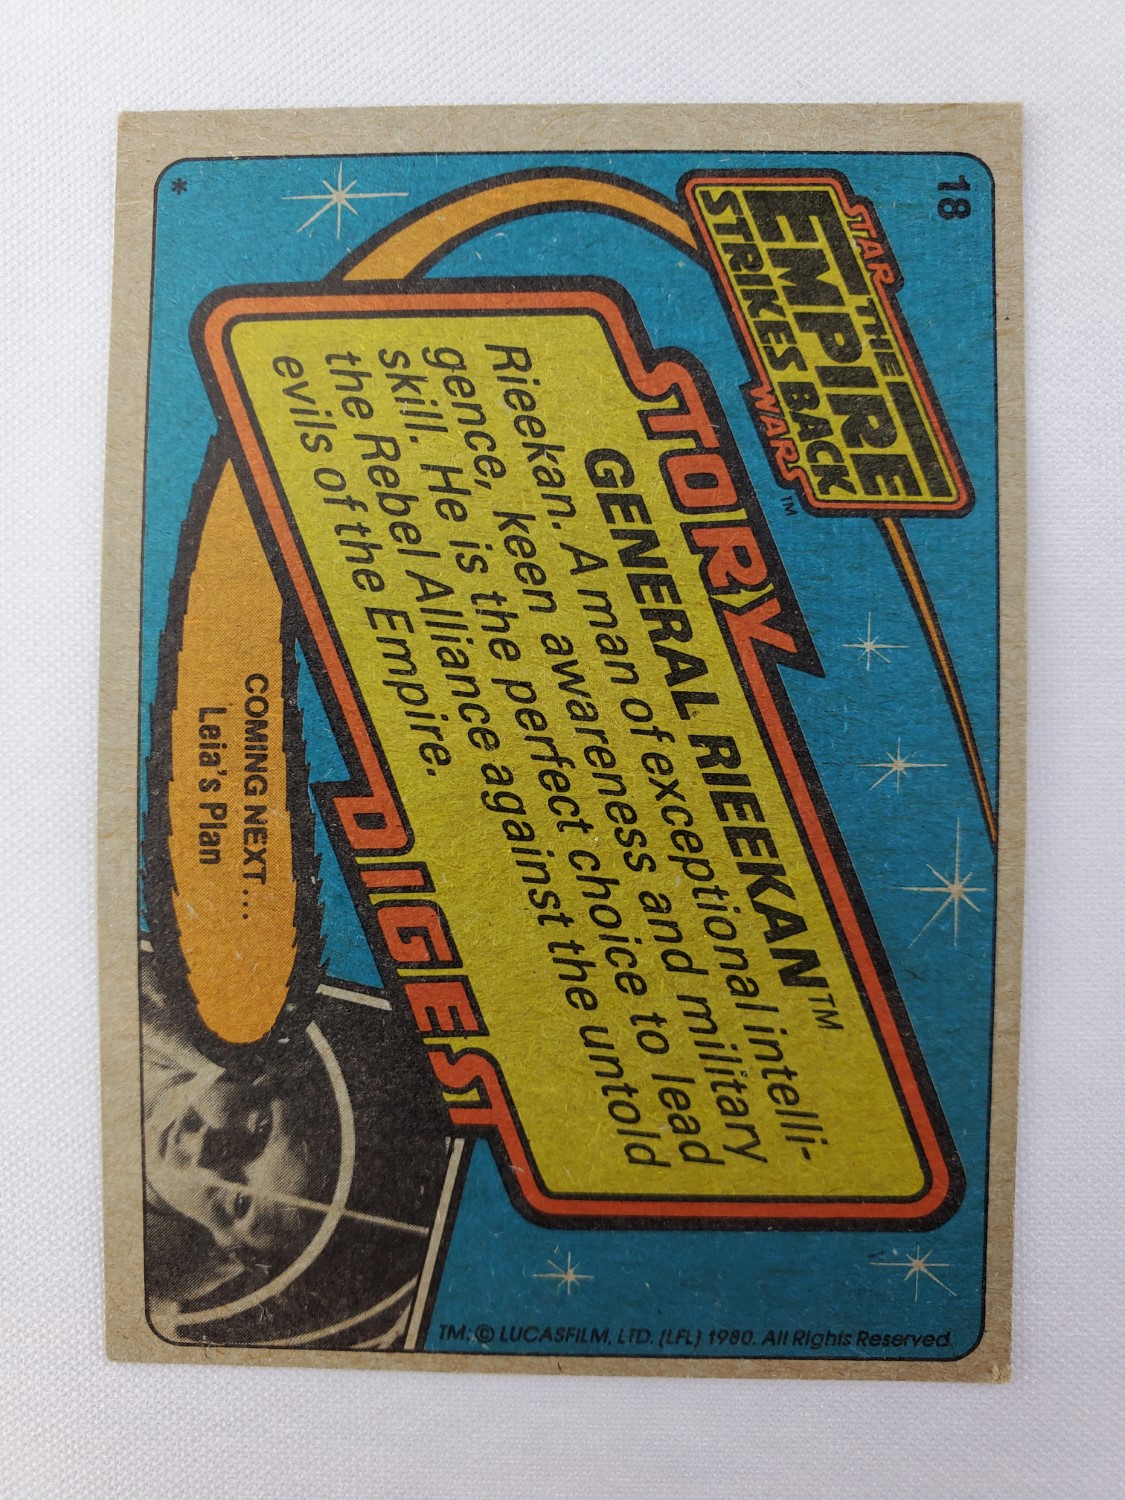 18
STAR
THE
EMPIRE
STRIKES BACK
WARS™
STORY
GENERAL RIEEKAN™
Rieekan. A man of exceptional intelli-
gence, keen awareness and military
skill. He is the perfect choice to lead
the Rebel Alliance against the untold
evils of the Empire.
DIGEST
COMING NEXT...
Leia's Plan
*
TM: © LUCASFILM, LTD. (LFL) 1980. All Rights Reserved